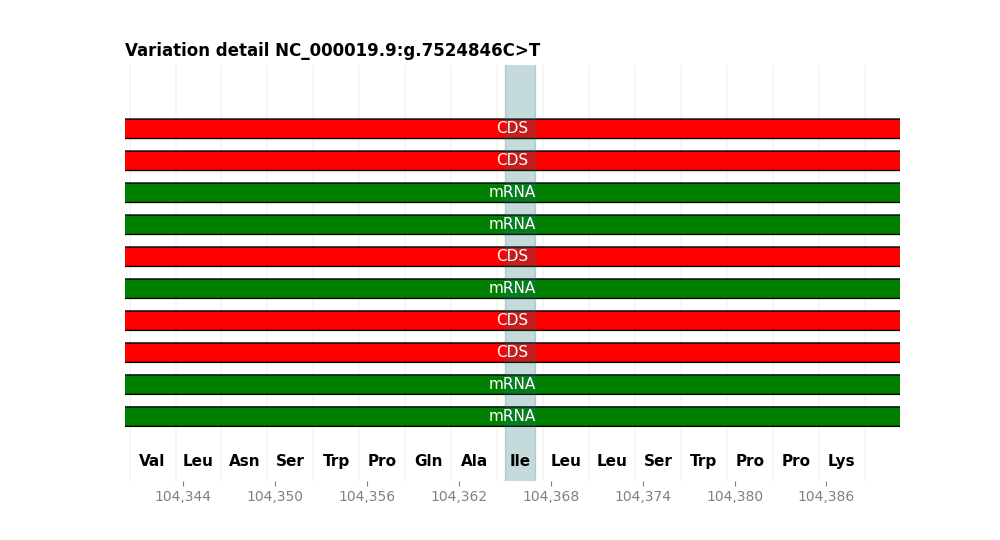 Variation detail NC_000019.9:g.7524846C>T
CDS
CDS
mRNA
mRNA
CDS
mRNA
CDS
CDS
mRNA
mRNA
Val Leu Asn Ser Trp Pro Gln Ala Ile Leu Leu Ser Trp Pro Pro Lys
104,344 104,350 104,356 104,362 104,368 104,374 104,380 104,386